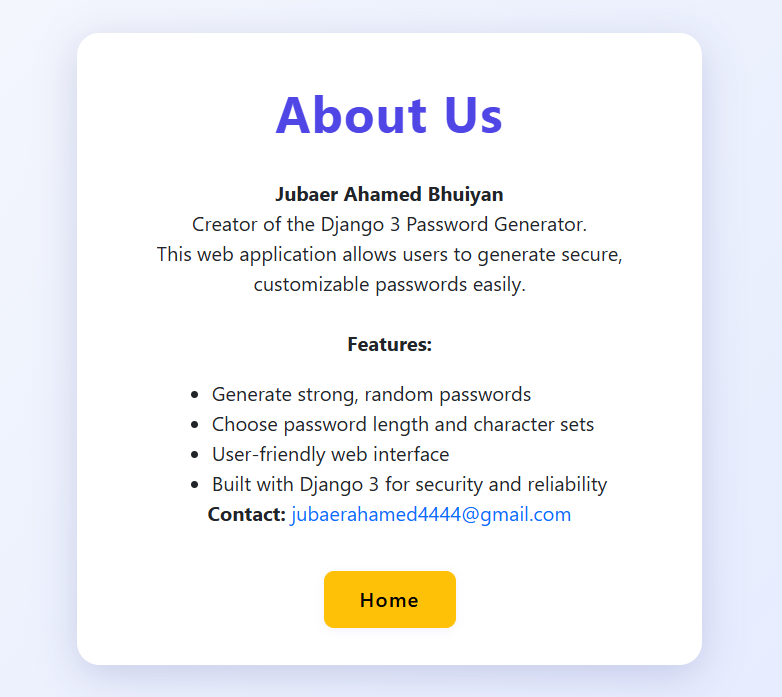 About Us
Jubaer Ahamed Bhuiyan
Creator of the Django 3 Password Generator.
This web application allows users to generate secure,
customizable passwords easily.
Features:
• Generate strong, random passwords
• Choose password length and character sets
• User-friendly web interface
• Built with Django 3 for security and reliability
Contact: jubaerahamed4444@gmail.com
Home